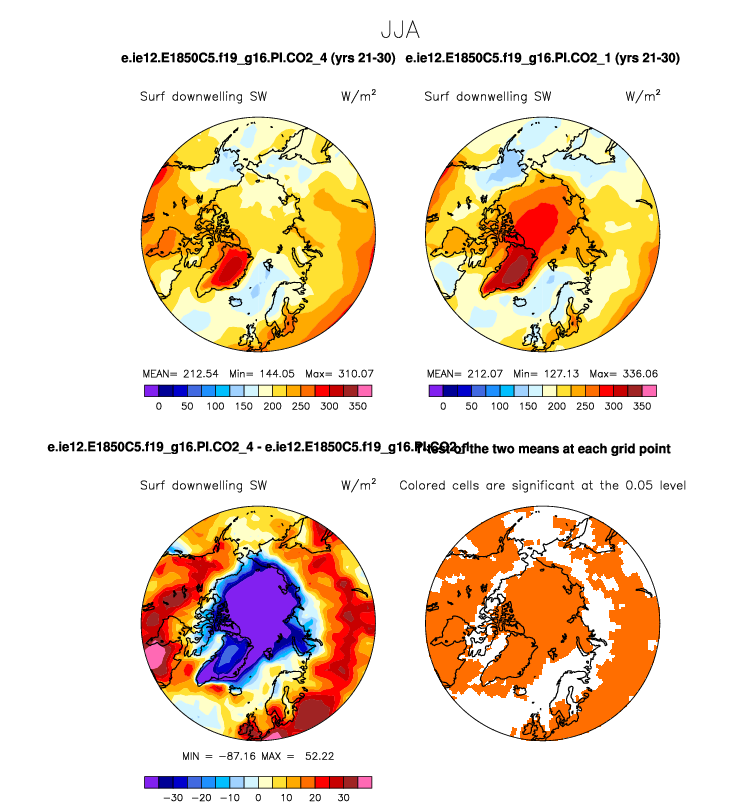 JJA
e.ie12.E1850C5.f19_g16.PI.CO2_4 (yrs 21-30) e.ie12.E1850C5.f19_g16.PI.CO2_1 (yrs 21-30)
Surf downwelling SW W/m² Surf downwelling SW W/m²
MEAN= 212.54 Min= 144.05 Max= 310.07 MEAN= 212.07 Min= 127.13 Max= 336.06
0 50 100 150 200 250 300 350 0 50 100 150 200 250 300 350
e.ie12.E1850C5.f19_g16.PI.CO2_4 - e.ie12.E1850C5.f19_g16.PI.CO2_1 T-test of the two means at each grid point
Surf downwelling SW W/m² Colored cells are significant at the 0.05 level
MIN = -87.16 MAX = 52.22
-30 -20 -10 0 10 20 30